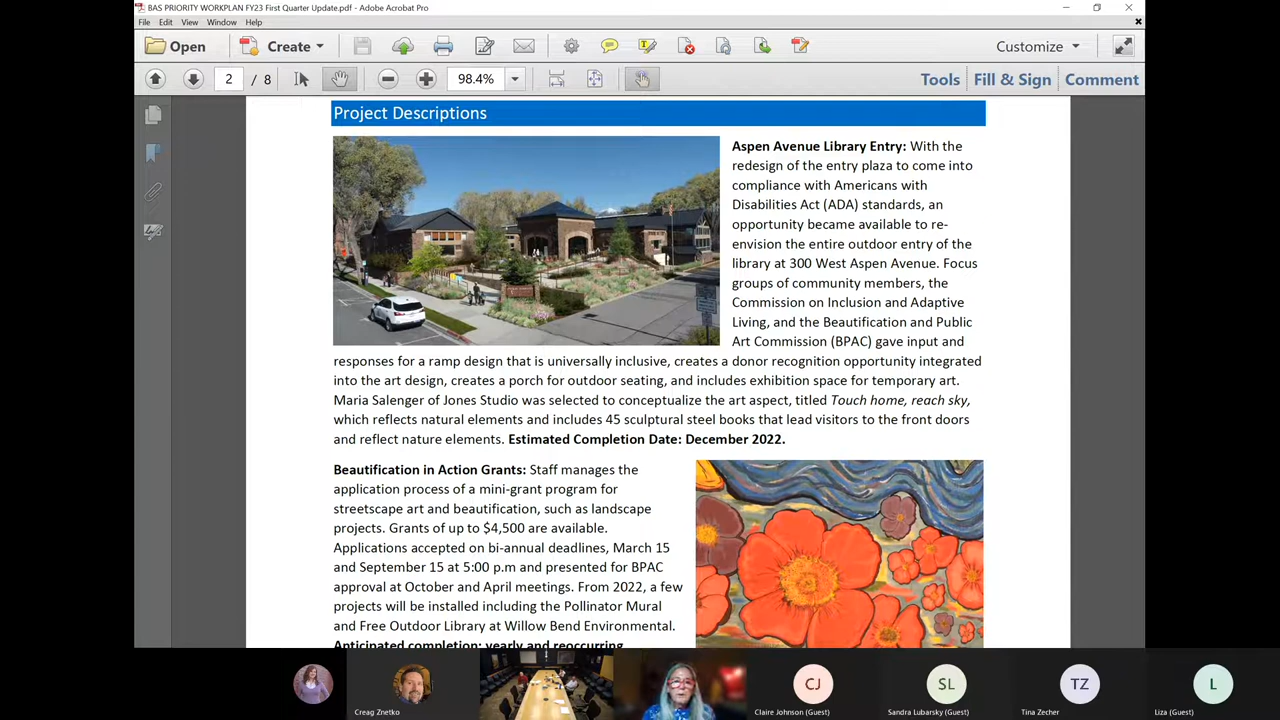 BAS PRIORITY WORKPLAN FY23 First Quarter Update.pdf - Adobe Acrobat Pro
File Edit View Window Help
Open Create Customize
2 / 8 98.4% Tools Fill & Sign Comment
Project Descriptions
Aspen Avenue Library Entry: With the
redesign of the entry plaza to come into
compliance with Americans with
Disabilities Act (ADA) standards, an
opportunity became available to re-
envision the entire outdoor entry of the
library at 300 West Aspen Avenue. Focus
groups of community members, the
Commission on Inclusion and Adaptive
Living, and the Beautification and Public
Art Commission (BPAC) gave input and
responses for a ramp design that is universally inclusive, creates a donor recognition opportunity integrated
into the art design, creates a porch for outdoor seating, and includes exhibition space for temporary art.
Maria Salenger of Jones Studio was selected to conceptualize the art aspect, titled Touch home, reach sky,
which reflects natural elements and includes 45 sculptural steel books that lead visitors to the front doors
and reflect nature elements. Estimated Completion Date: December 2022.
Beautification in Action Grants: Staff manages the
application process of a mini-grant program for
streetscape art and beautification, such as landscape
projects. Grants of up to $4,500 are available.
Applications accepted on bi-annual deadlines, March 15
and September 15 at 5:00 p.m and presented for BPAC
approval at October and April meetings. From 2022, a few
projects will be installed including the Pollinator Mural
and Free Outdoor Library at Willow Bend Environmental.
Anticipated completion: yearly and reoccurring
CJ SL TZ L
Creag Znetko Claire Johnson (Guest) Sandra Lubarsky (Guest) Tina Zecher Liza (Guest)